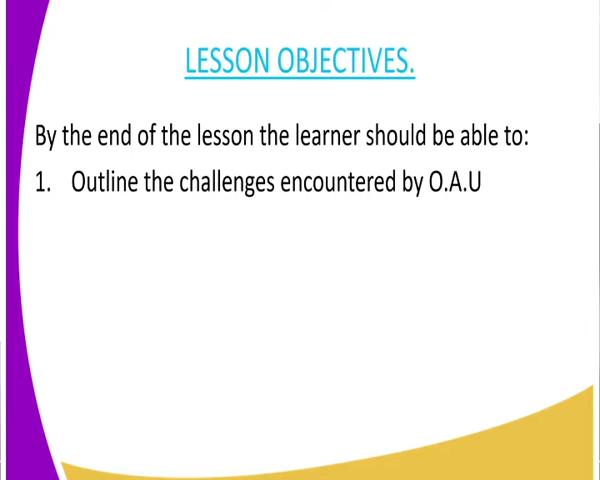 LESSON OBJECTIVES.
By the end of the lesson the learner should be able to:
1. Outline the challenges encountered by O.A.U